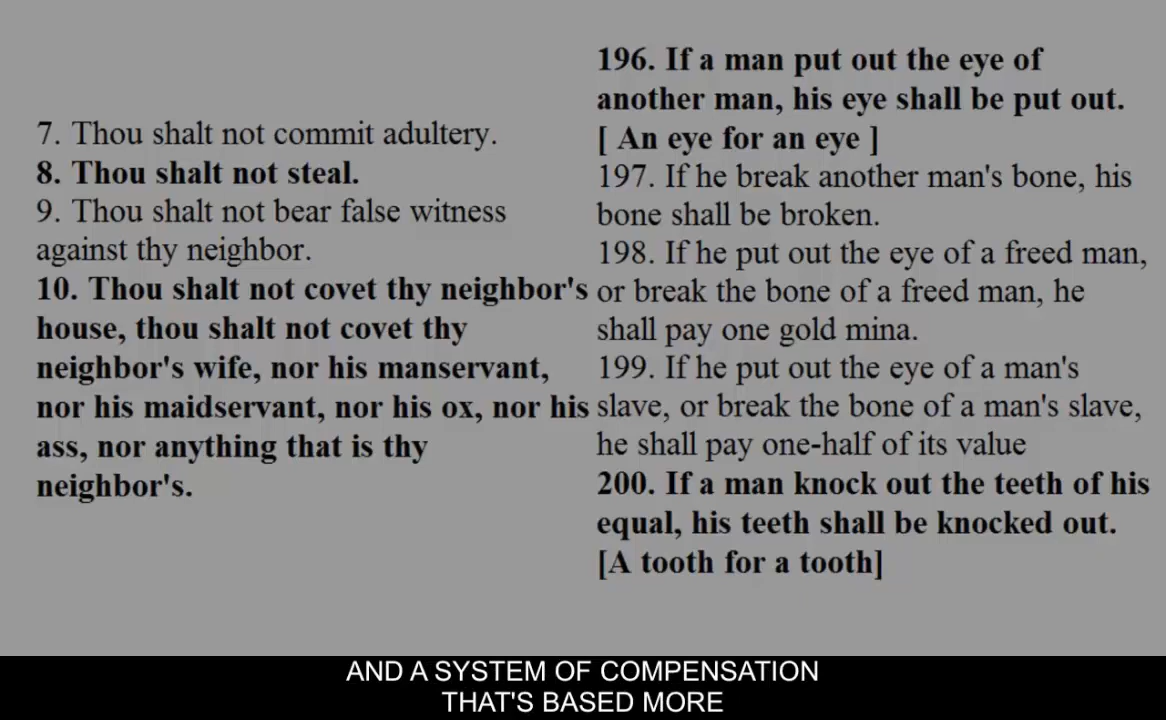 7. Thou shalt not commit adultery.
8. Thou shalt not steal.
9. Thou shalt not bear false witness
against thy neighbor.
10. Thou shalt not covet thy neighbor's
house, thou shalt not covet thy
neighbor's wife, nor his manservant,
nor his maidservant, nor his ox, nor his
ass, nor anything that is thy
neighbor's.
196. If a man put out the eye of
another man, his eye shall be put out.
[ An eye for an eye ]
197. If he break another man's bone, his
bone shall be broken.
198. If he put out the eye of a freed man,
or break the bone of a freed man, he
shall pay one gold mina.
199. If he put out the eye of a man's
slave, or break the bone of a man's slave,
he shall pay one-half of its value
200. If a man knock out the teeth of his
equal, his teeth shall be knocked out.
[A tooth for a tooth]
AND A SYSTEM OF COMPENSATION
THAT'S BASED MORE